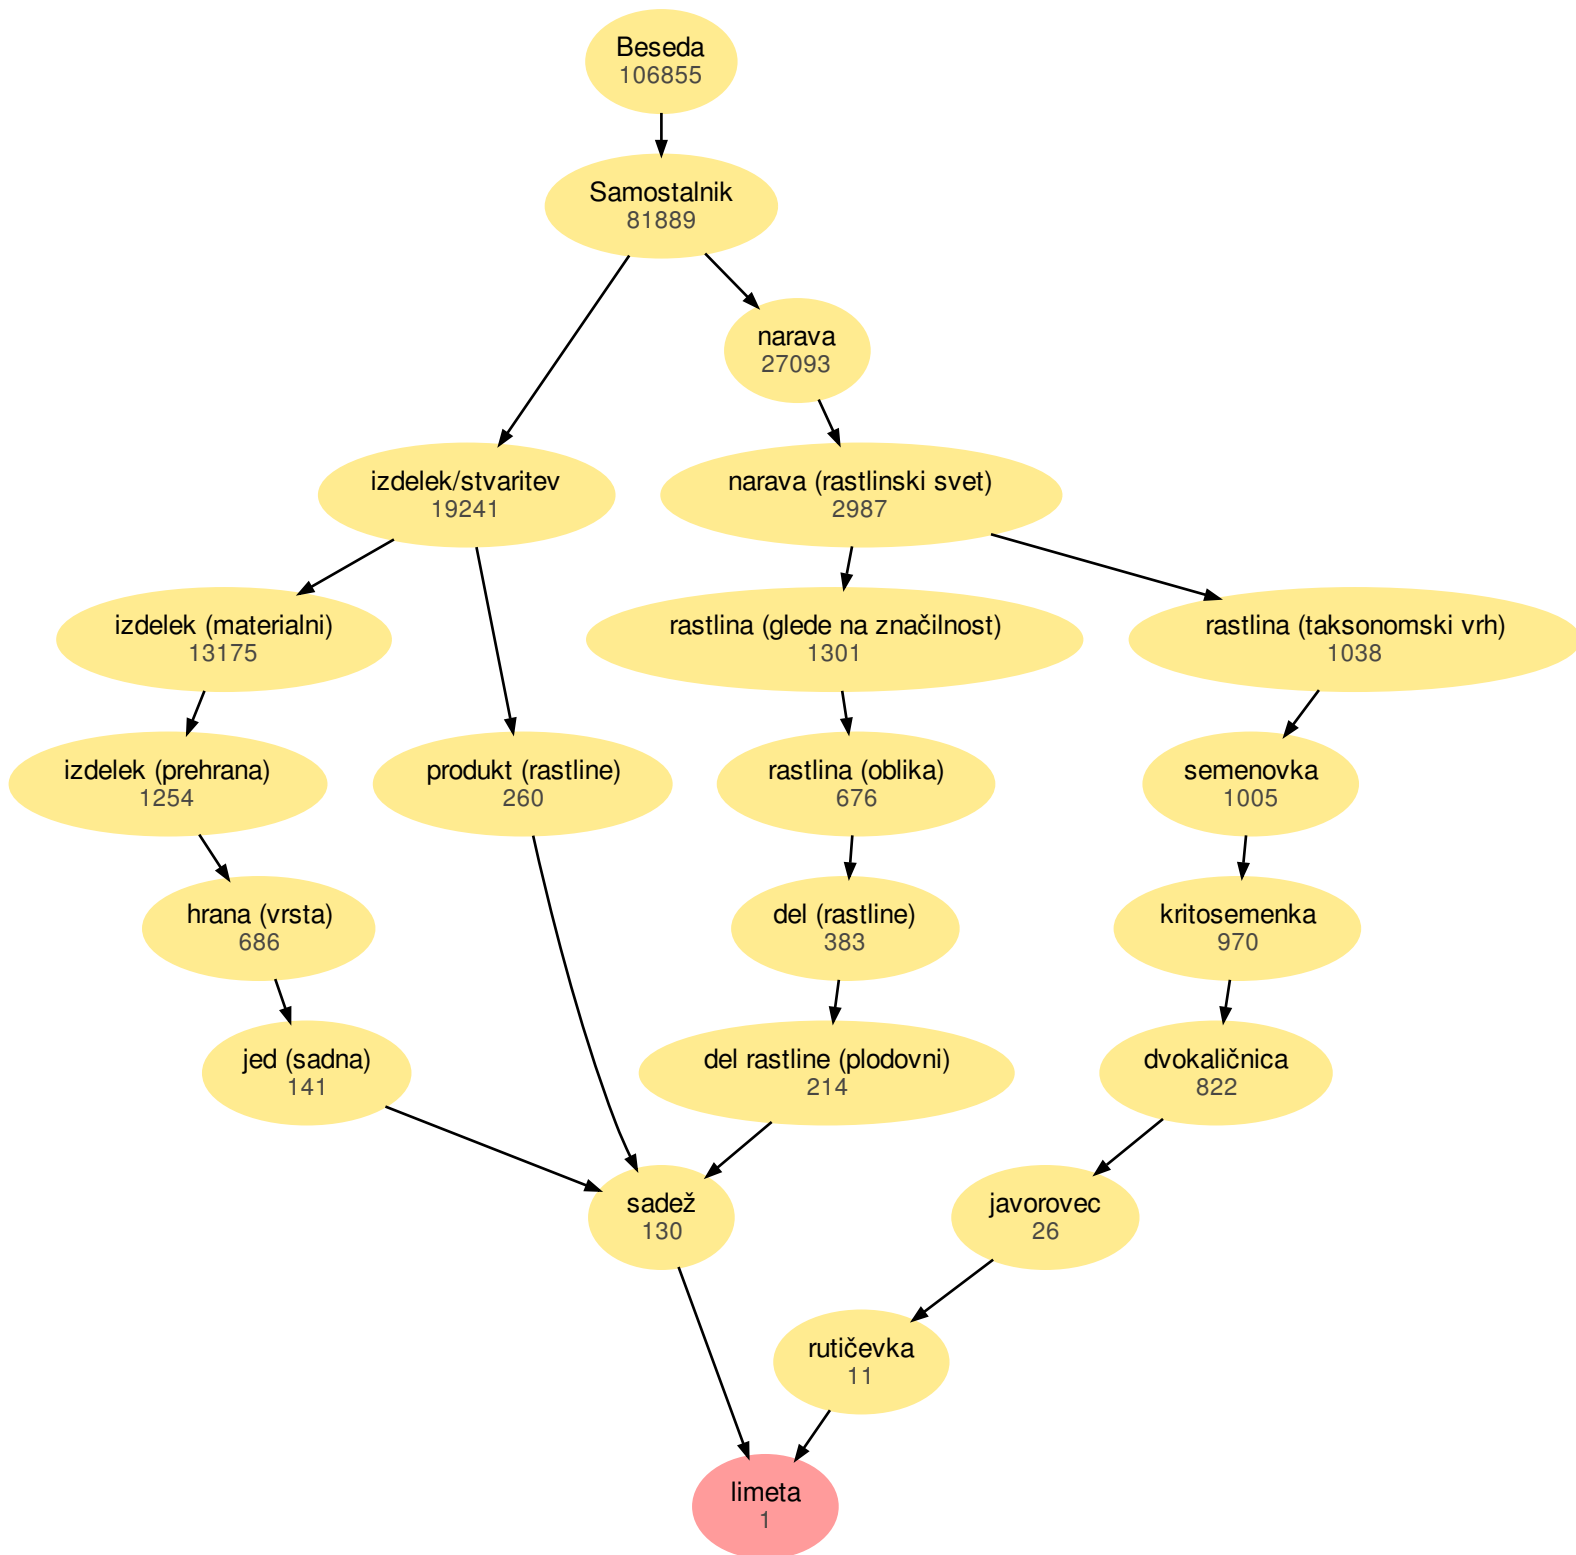 Beseda
106855
Samostalnik
81889
narava
27093
izdelek/stvaritev
19241
narava (rastlinski svet)
2987
izdelek (materialni)
13175
rastlina (glede na značilnost)
1301
rastlina (taksonomski vrh)
1038
izdelek (prehrana)
1254
produkt (rastline)
260
rastlina (oblika)
676
semenovka
1005
hrana (vrsta)
686
del (rastline)
383
kritosemenka
970
jed (sadna)
141
del rastline (plodovni)
214
dvokaličnica
822
sadež
130
javorovec
26
rutičevka
11
limeta
1